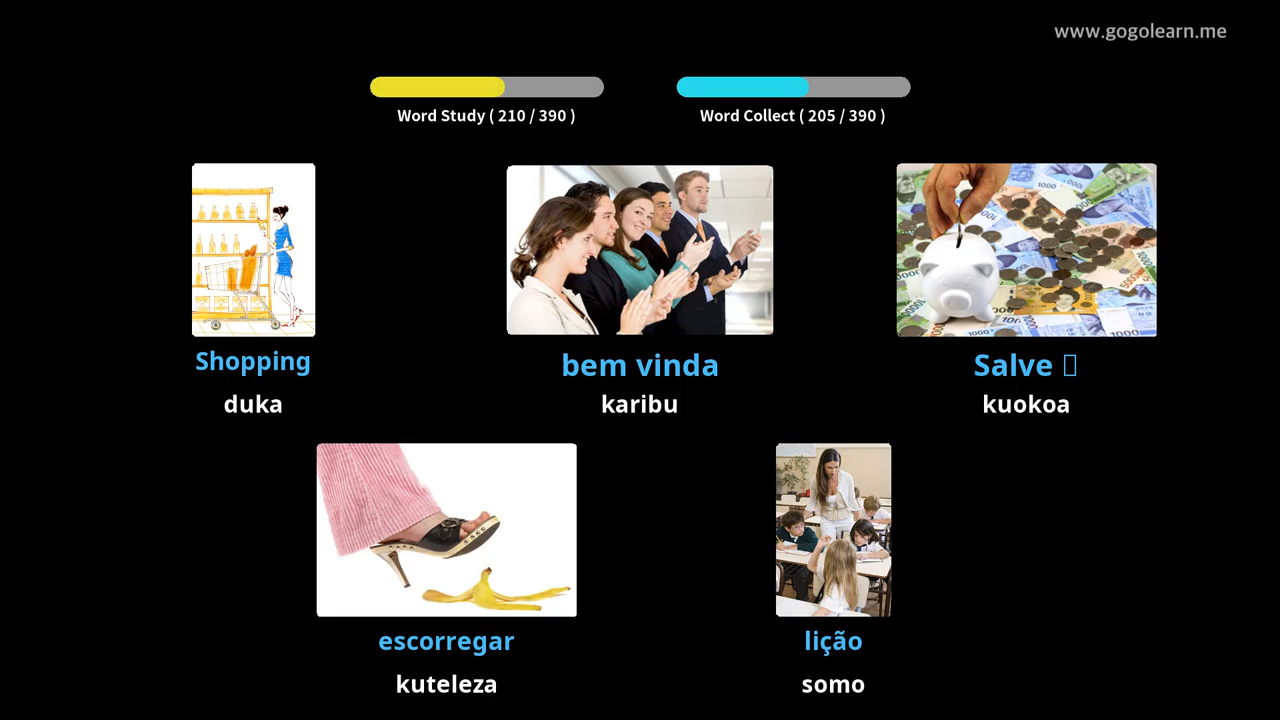 www.gogolearn.me
Word Study ( 210 / 390 )
Word Collect ( 205 / 390 )
Shopping
duka
bem vinda
karibu
Salve
kuokoa
escorregar
kuteleza
lição
somo